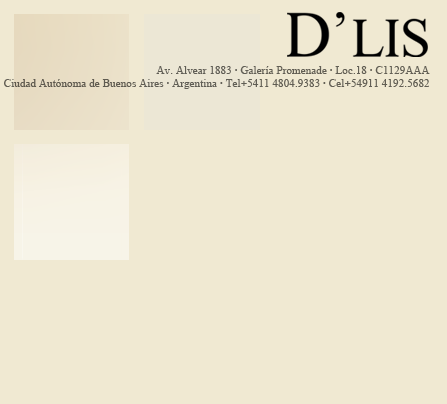 D’LIS
Av. Alvear 1883 · Galería Promenade · Loc.18 · C1129AAA
Ciudad Autónoma de Buenos Aires · Argentina · Tel+5411 4804.9383 · Cel+54911 4192.5682